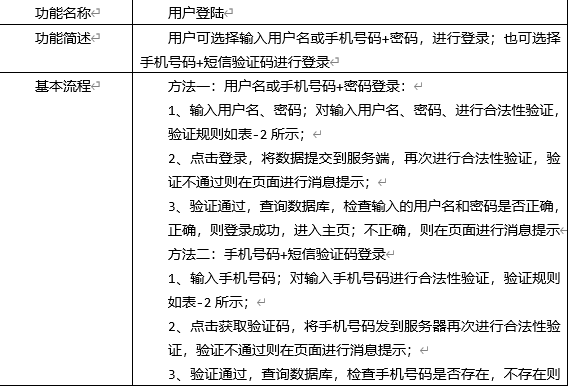 功能名称 用户登陆
功能简述 用户可选择输入用户名或手机号码+密码，进行登录；也可选择
手机号码+短信验证码进行登录
基本流程 方法一：用户名或手机号码+密码登录：
1、输入用户名、密码；对输入用户名、密码、进行合法性验证，
验证规则如表-2 所示；
2、点击登录，将数据提交到服务端，再次进行合法性验证，验
证不通过则在页面进行消息提示；
3、验证通过，查询数据库，检查输入的用户名和密码是否正确，
正确，则登录成功，进入主页；不正确，则在页面进行消息提示
方法二：手机号码+短信验证码登录
1、输入手机号码；对输入手机号码进行合法性验证，验证规则
如表-2 所示；
2、点击获取验证码，将手机号码发到服务器再次进行合法性验
证，验证不通过则在页面进行消息提示；
3、验证通过，查询数据库，检查手机号码是否存在，不存在则